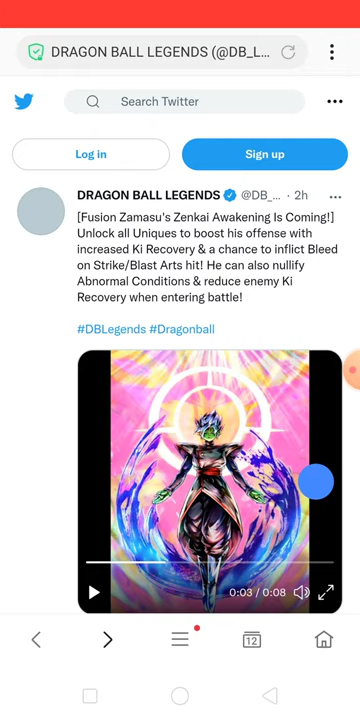 DRAGON BALL LEGENDS (@DB_L...
Search Twitter
Log in
Sign up
DRAGON BALL LEGENDS @DB_... · 2h
[Fusion Zamasu's Zenkai Awakening Is Coming!]
Unlock all Uniques to boost his offense with
increased Ki Recovery & a chance to inflict Bleed
on Strike/Blast Arts hit! He can also nullify
Abnormal Conditions & reduce enemy Ki
Recovery when entering battle!
#DBLegends #Dragonball
0:03 / 0:08
12